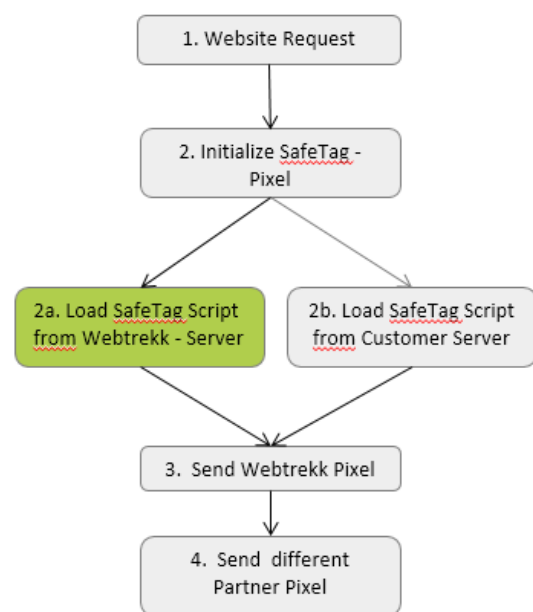 1. Website Request
2. Initialize SafeTag -
Pixel
2a. Load SafeTag Script
from Webtrekk - Server
2b. Load SafeTag Script
from Customer Server
3. Send Webtrekk Pixel
4. Send different
Partner Pixel